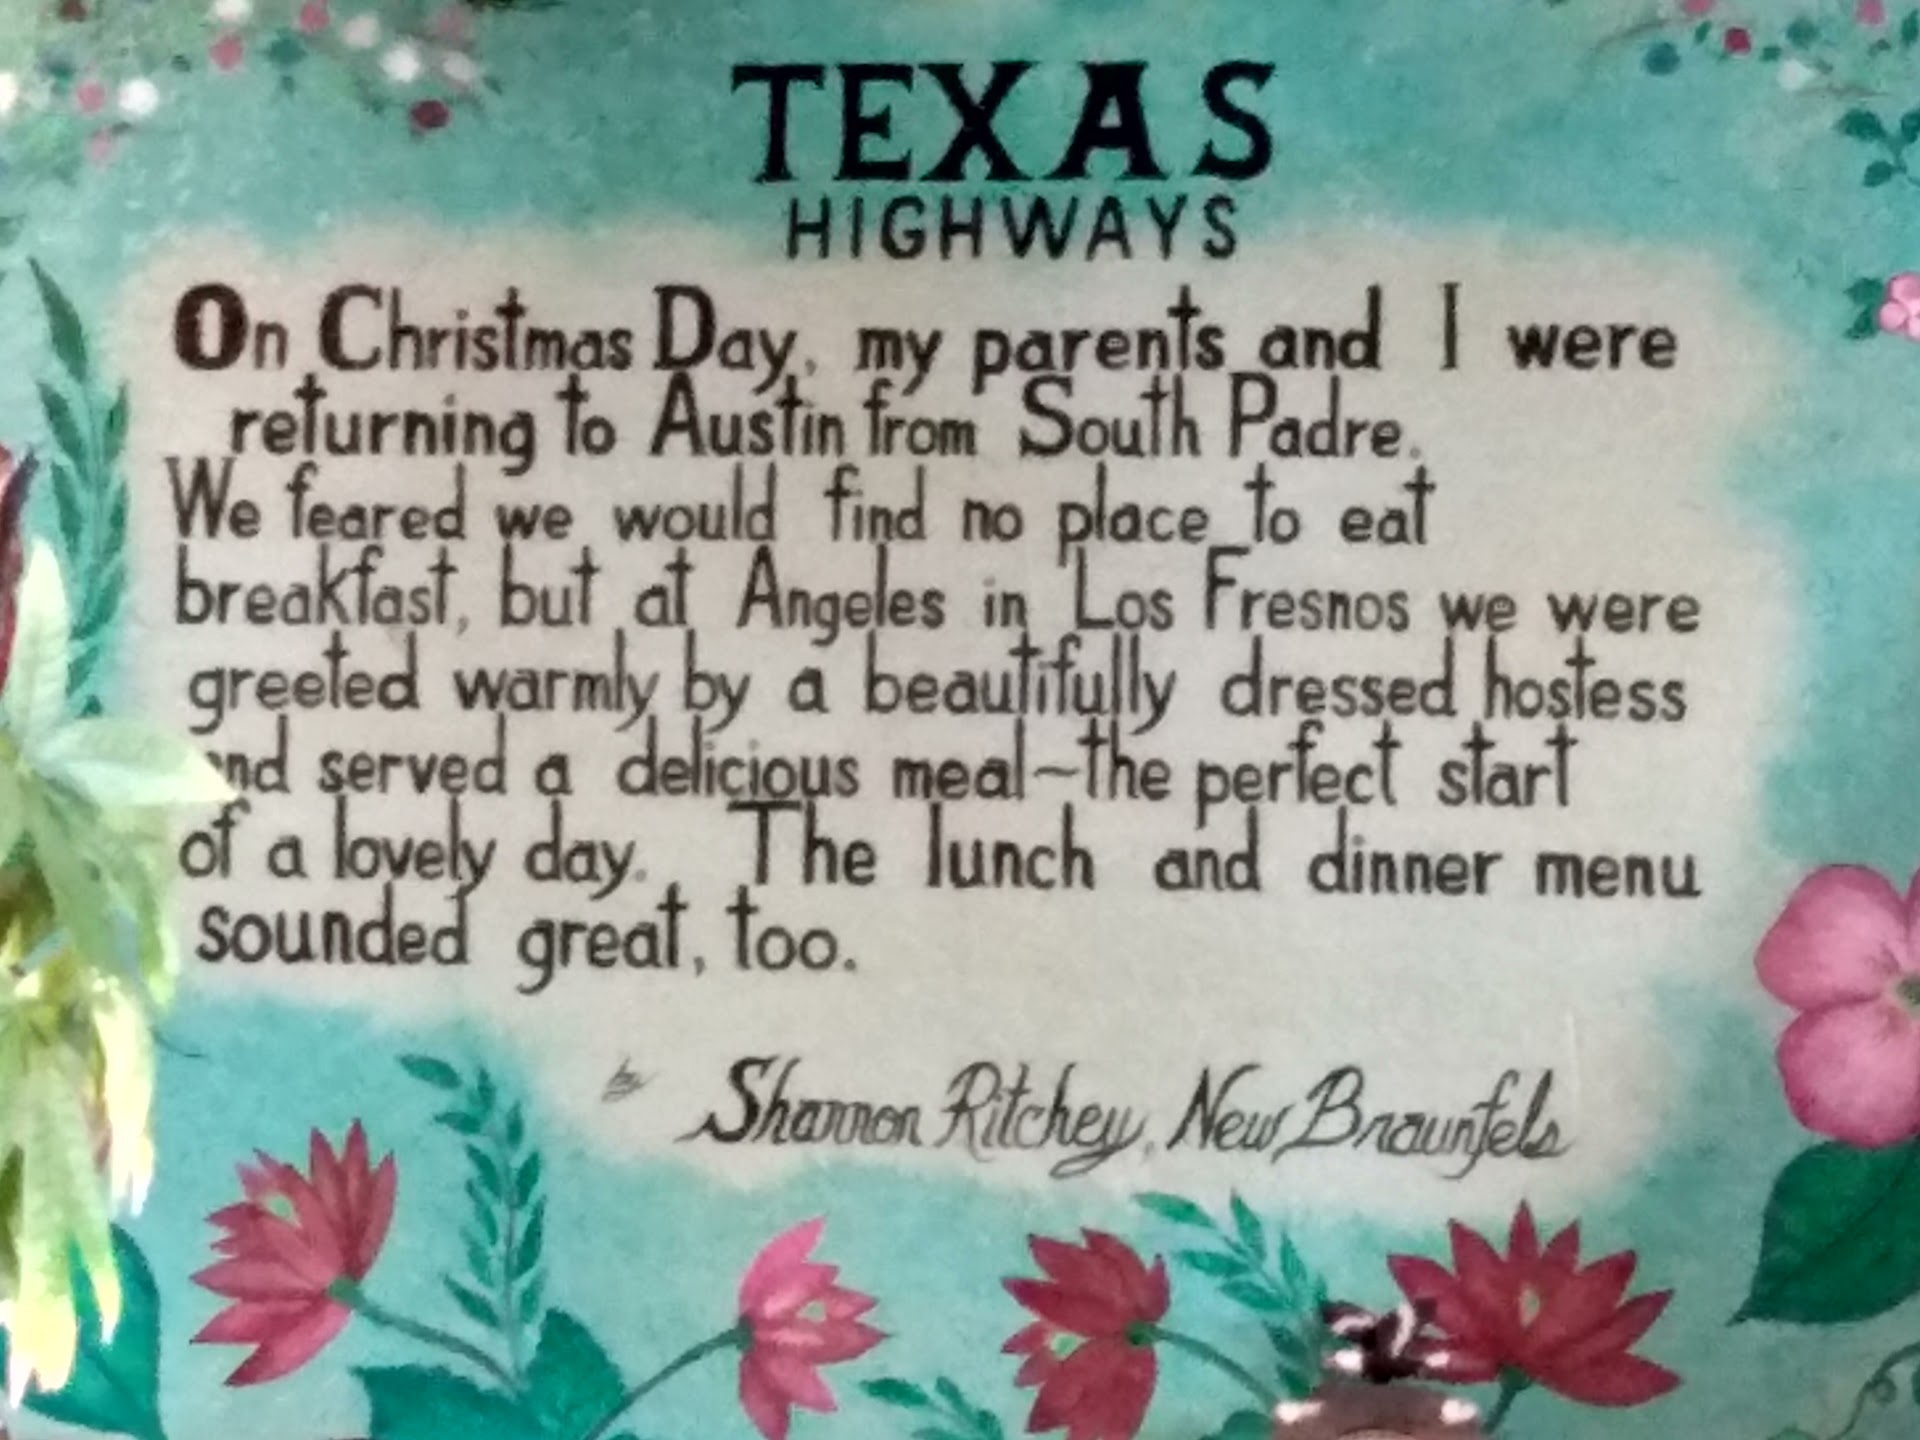 TEXAS
HIGHWAYS
On Christmas Day, my parents and I were
returning to Austin from South Padre.
We feared we would find no place to eat
breakfast, but at Angeles in Los Fresnos we were
greeted warmly by a beautifully dressed hostess
and served a delicious meal~the perfect start
of a lovely day. The lunch and dinner menu
sounded great, too.
by Shannon Ritchey, New Braunfels